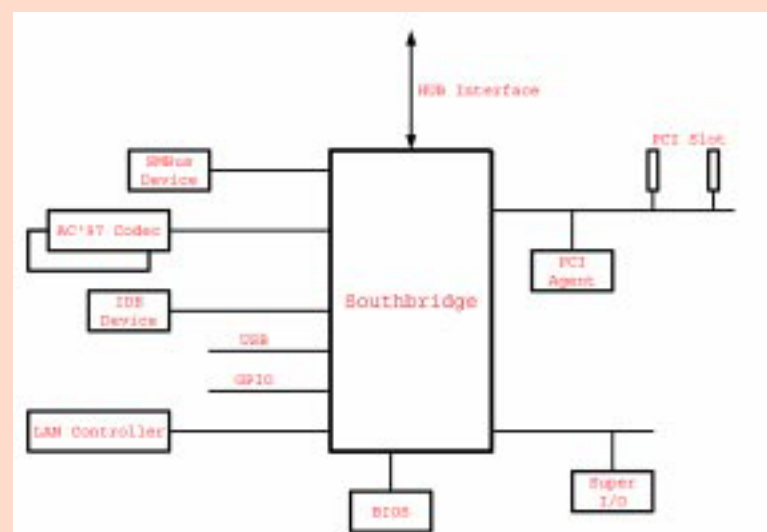 HUB Interface
PCI Slot
SMBus
Device
AC'97 Codec
PCI
Agent
IDE
Device
Southbridge
USB
GPIO
LAN Controller
Super
I/O
BIOS